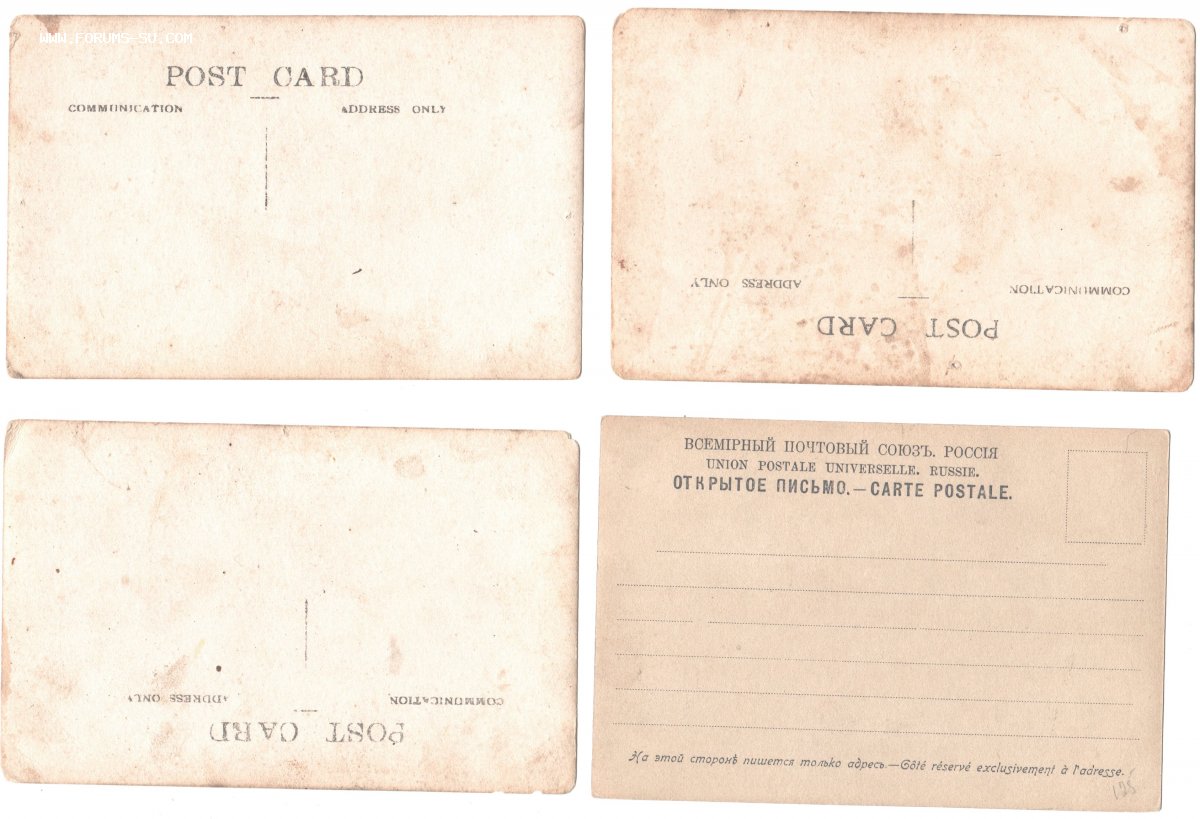 WWW.FORUMS-SU.COM
POST CARD
COMMUNICATION
ADDRESS ONLY
POST CARD
COMMUNICATION
ADDRESS ONLY
POST CARD
COMMUNICATION
ADDRESS ONLY
ВСЕМІРНЫЙ ПОЧТОВЫЙ СОЮЗЪ. РОССІЯ
UNION POSTALE UNIVERSELLE. RUSSIE.
ОТКРЫТОЕ ПИСЬМО.—CARTE POSTALE.
На этой сторонѣ пишется только адресъ.—Côté réservé exclusivement à l'adresse.